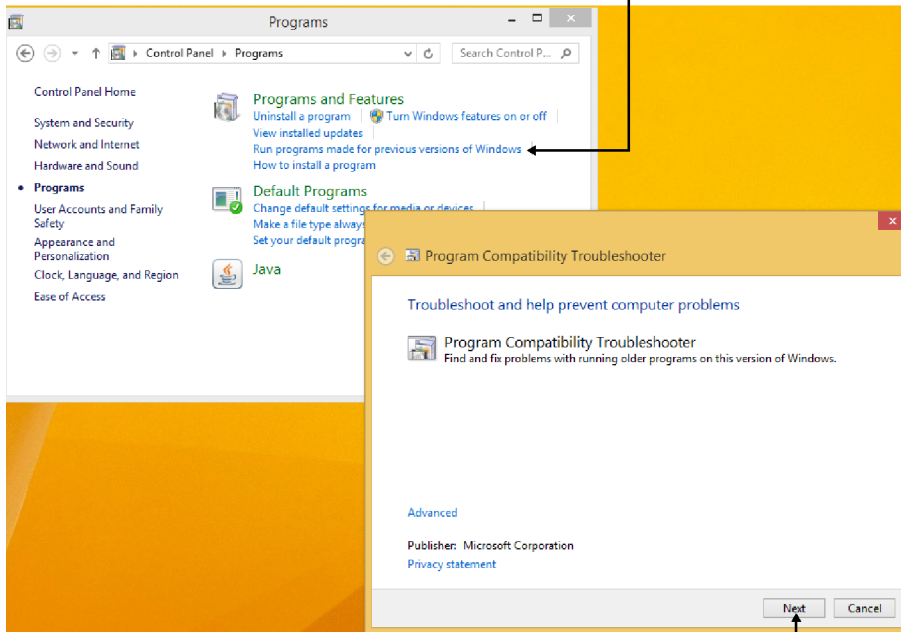 Programs
Control Panel Programs
Search Control P...
Control Panel Home
System and Security
Network and Internet
Hardware and Sound
Programs
User Accounts and Family
Safety
Appearance and
Personalization
Clock, Language, and Region
Ease of Access
Programs and Features
Uninstall a program Turn Windows features on or off
View installed updates
Run programs made for previous versions of Windows
How to install a program
Default Programs
Change default settings for media or devices
Make a file type always
Set your default
Java
Program Compatibility Troubleshooter
Troubleshoot and help prevent computer problems
Program Compatibility Troubleshooter
Find and fix problems with running older programs on this version of Windows.
Advanced
Publisher: Microsoft Corporation
Privacy statement
Next Cancel